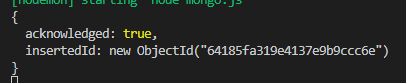 [nodemon] starting `node mongo.js`
{
  acknowledged: true,
  insertedId: new ObjectId("64185fa319e4137e9b9ccc6e")
}